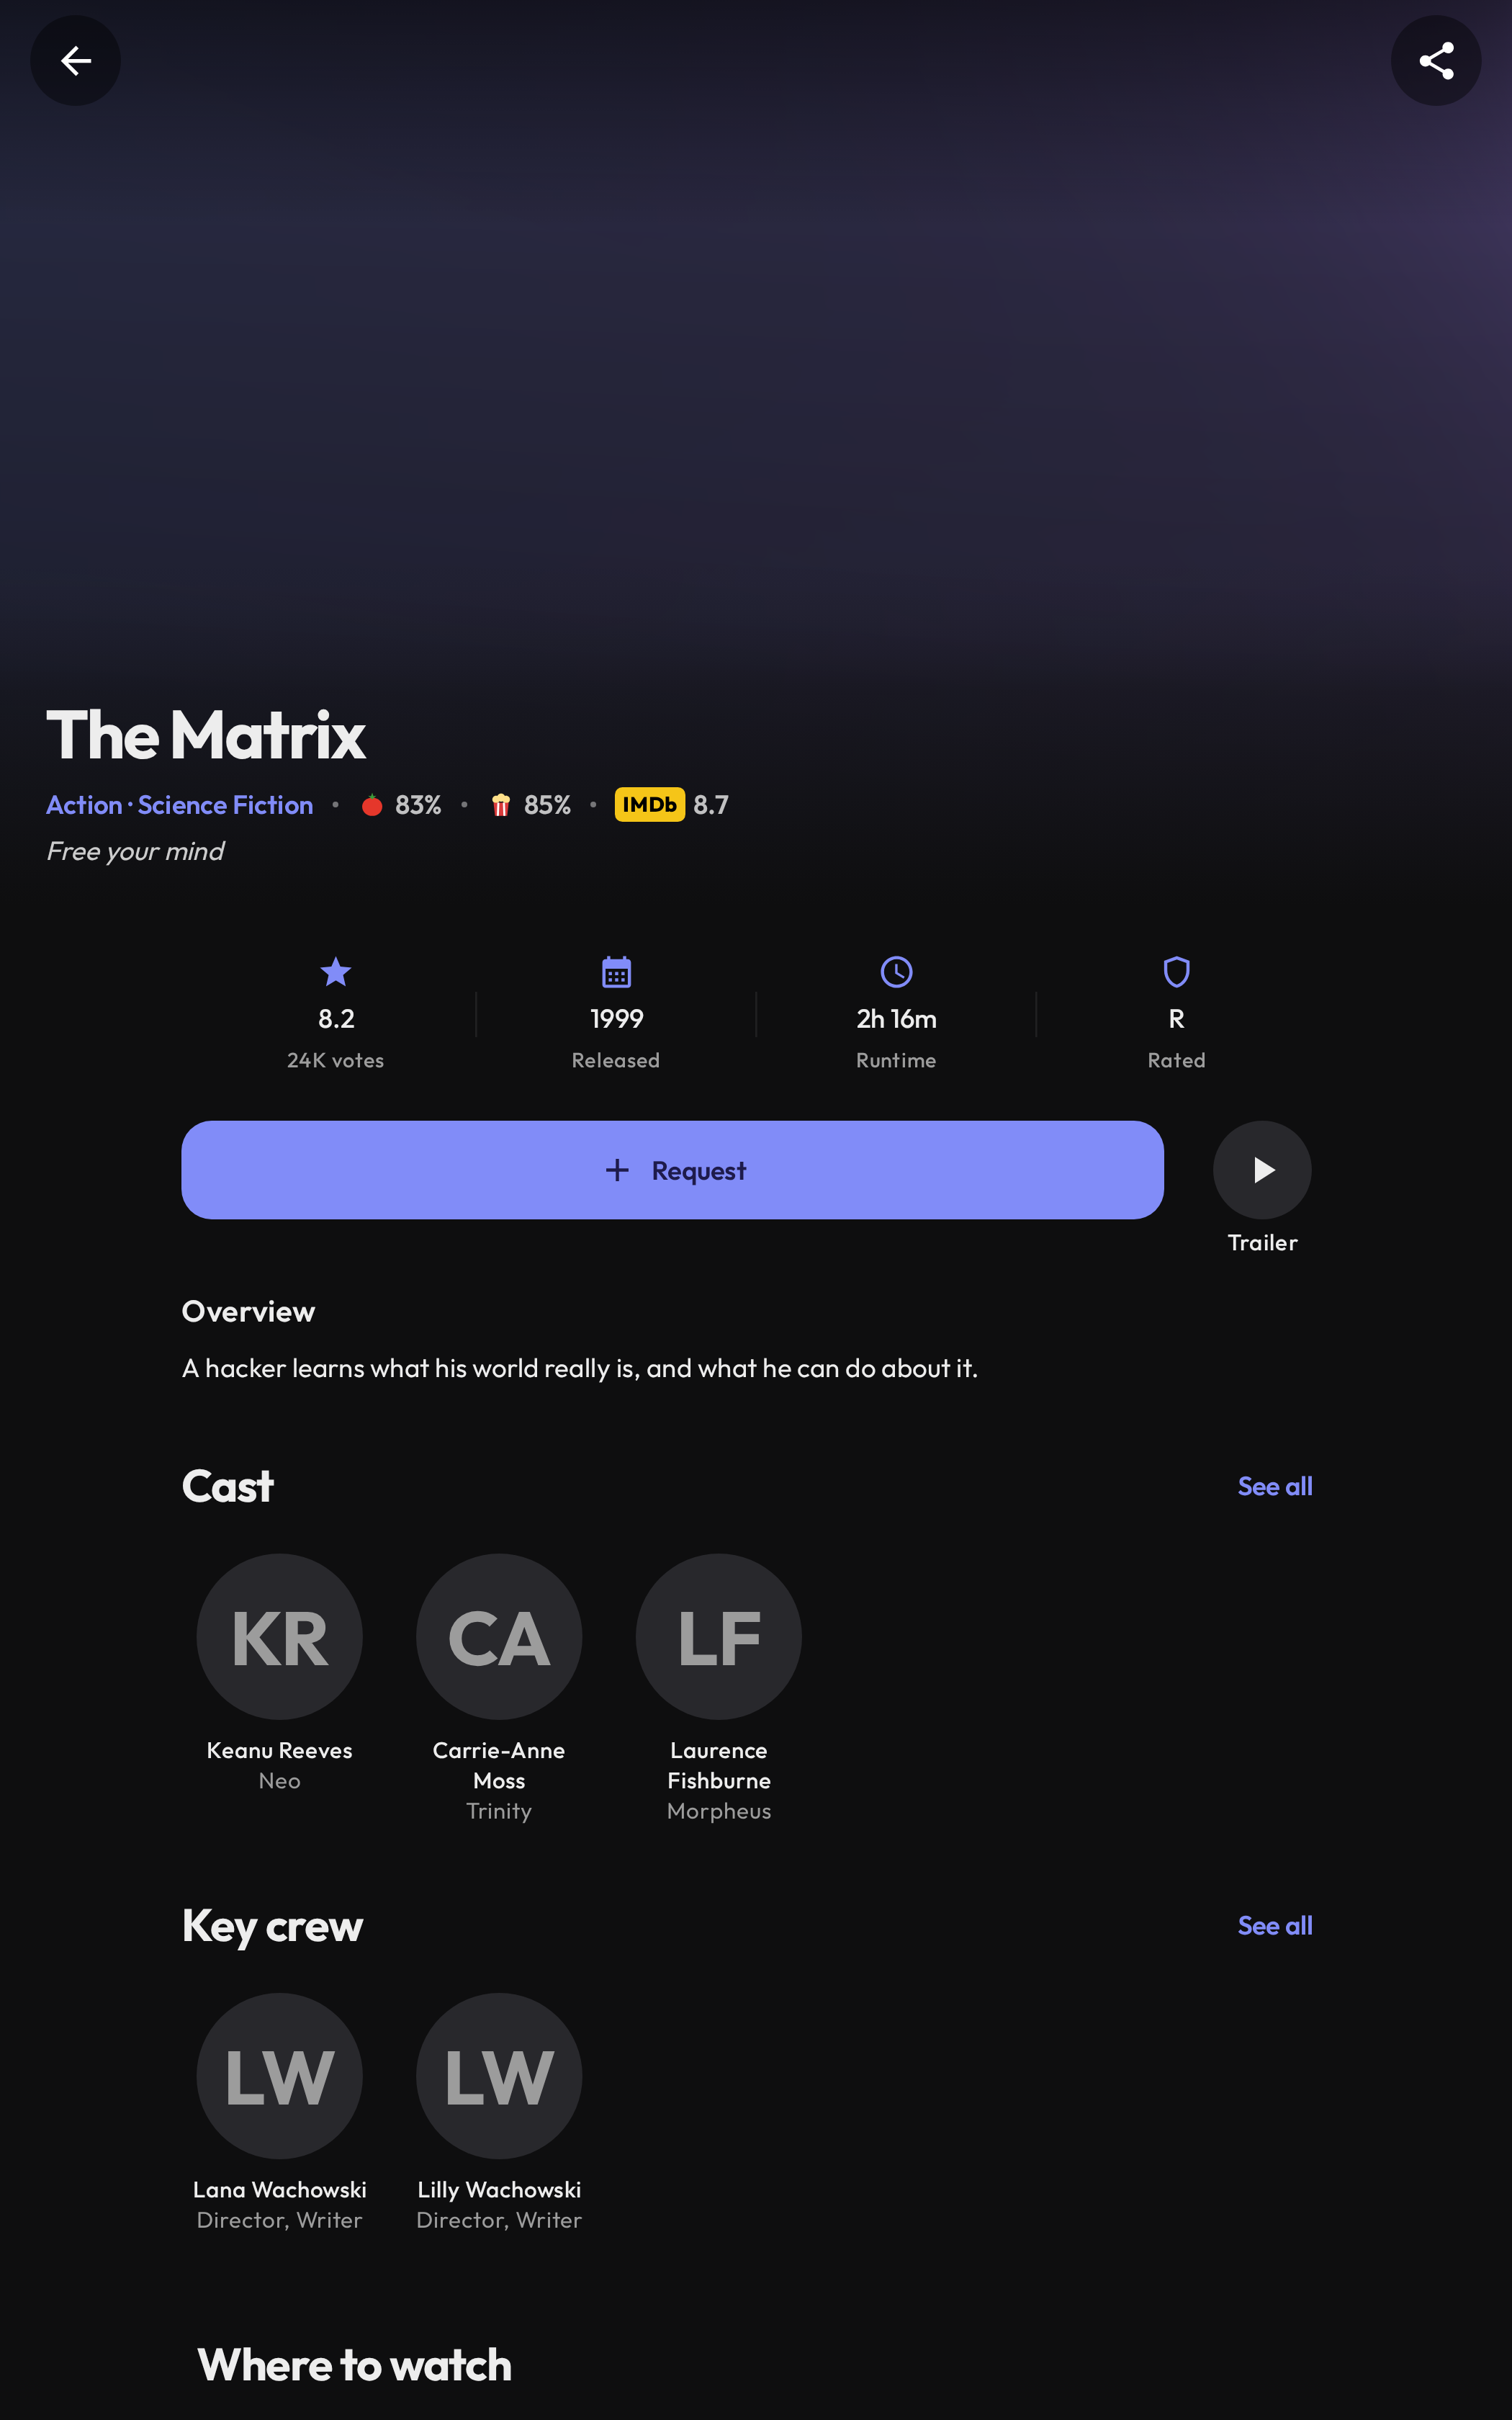 The Matrix
Action · Science Fiction • 83% • 85% • IMDb 8.7
Free your mind
8.2 1999 2h 16m R
24K votes Released Runtime Rated
+ Request
Trailer
Overview
A hacker learns what his world really is, and what he can do about it.
Cast See all
KR CA LF
Keanu Reeves Carrie-Anne Laurence
Neo Moss Fishburne
Trinity Morpheus
Key crew See all
LW LW
Lana Wachowski Lilly Wachowski
Director, Writer Director, Writer
Where to watch